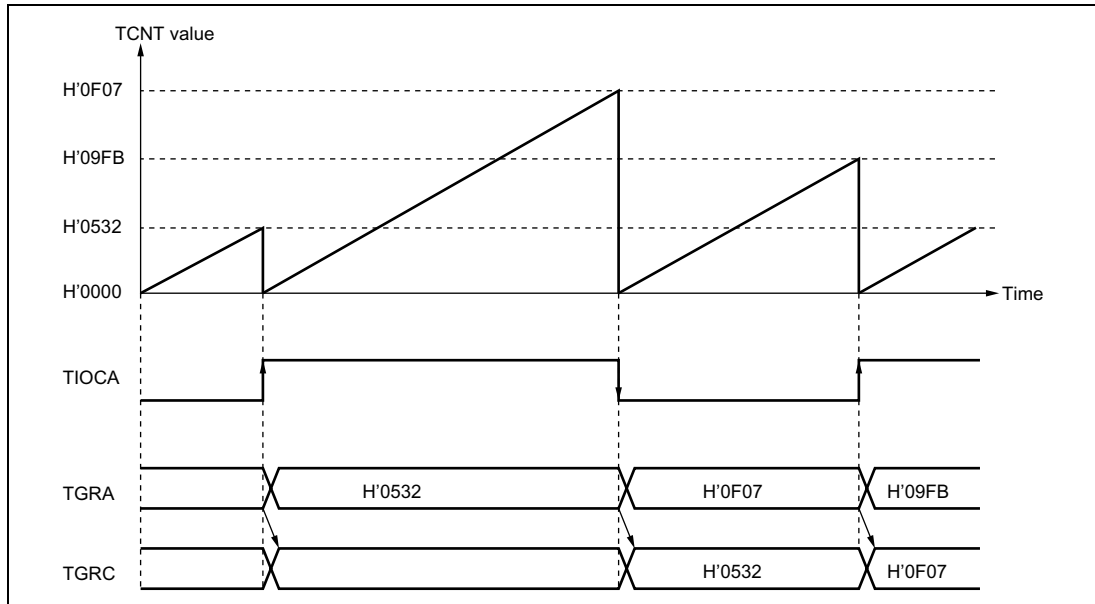 TCNT value
H'0F07
H'09FB
H'0532
H'0000
Time
TIOCA
TGRA
H'0532
H'0F07
H'09FB
TGRC
H'0532
H'0F07